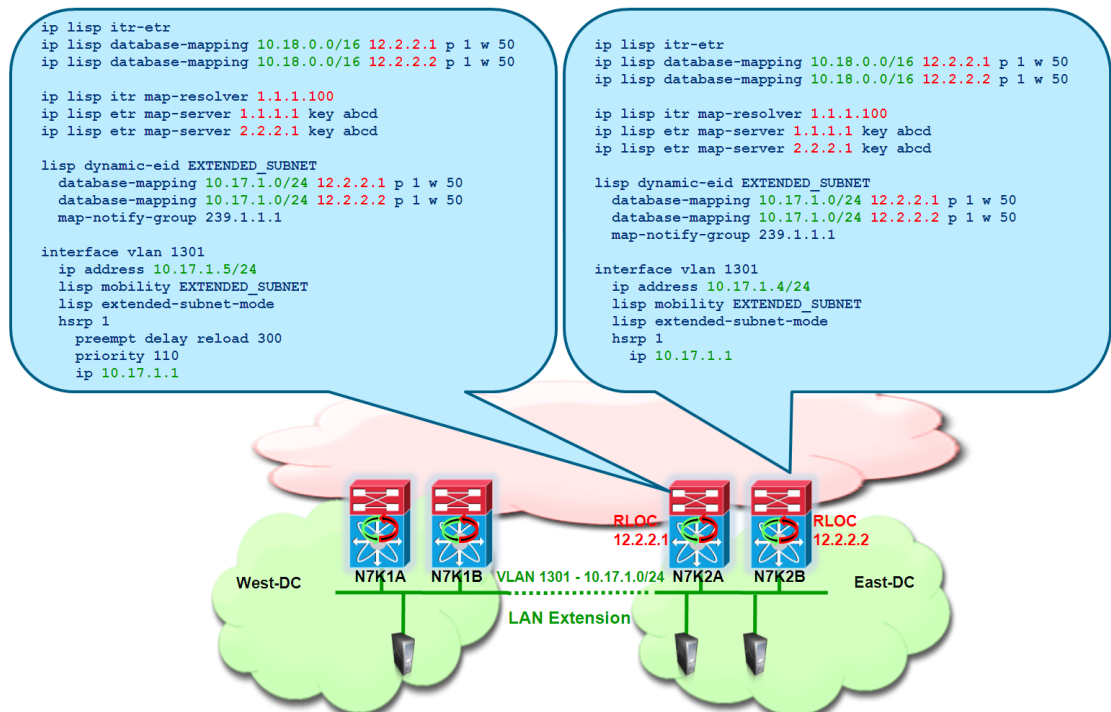 ip lisp itr-etr
ip lisp database-mapping 10.18.0.0/16 12.2.2.1 p 1 w 50
ip lisp database-mapping 10.18.0.0/16 12.2.2.2 p 1 w 50
ip lisp itr map-resolver 1.1.1.100
ip lisp etr map-server 1.1.1.1 key abcd
ip lisp etr map-server 2.2.2.1 key abcd
lisp dynamic-eid EXTENDED_SUBNET
database-mapping 10.17.1.0/24 12.2.2.1 p 1 w 50
database-mapping 10.17.1.0/24 12.2.2.2 p 1 w 50
map-notify-group 239.1.1.1
interface vlan 1301
ip address 10.17.1.5/24
lisp mobility EXTENDED_SUBNET
lisp extended-subnet-mode
hsrp 1
preempt delay reload 300
priority 110
ip 10.17.1.1
ip lisp itr-etr
ip lisp database-mapping 10.18.0.0/16 12.2.2.1 p 1 w 50
ip lisp database-mapping 10.18.0.0/16 12.2.2.2 p 1 w 50
ip lisp itr map-resolver 1.1.1.100
ip lisp etr map-server 1.1.1.1 key abcd
ip lisp etr map-server 2.2.2.1 key abcd
lisp dynamic-eid EXTENDED_SUBNET
database-mapping 10.17.1.0/24 12.2.2.1 p 1 w 50
database-mapping 10.17.1.0/24 12.2.2.2 p 1 w 50
map-notify-group 239.1.1.1
interface vlan 1301
ip address 10.17.1.4/24
lisp mobility EXTENDED_SUBNET
lisp extended-subnet-mode
hsrp 1
ip 10.17.1.1
RLOC
12.2.2.1
RLOC
12.2.2.2
West-DC
N7K1A
N7K1B
VLAN 1301 - 10.17.1.0/24
N7K2A
N7K2B
East-DC
LAN Extension